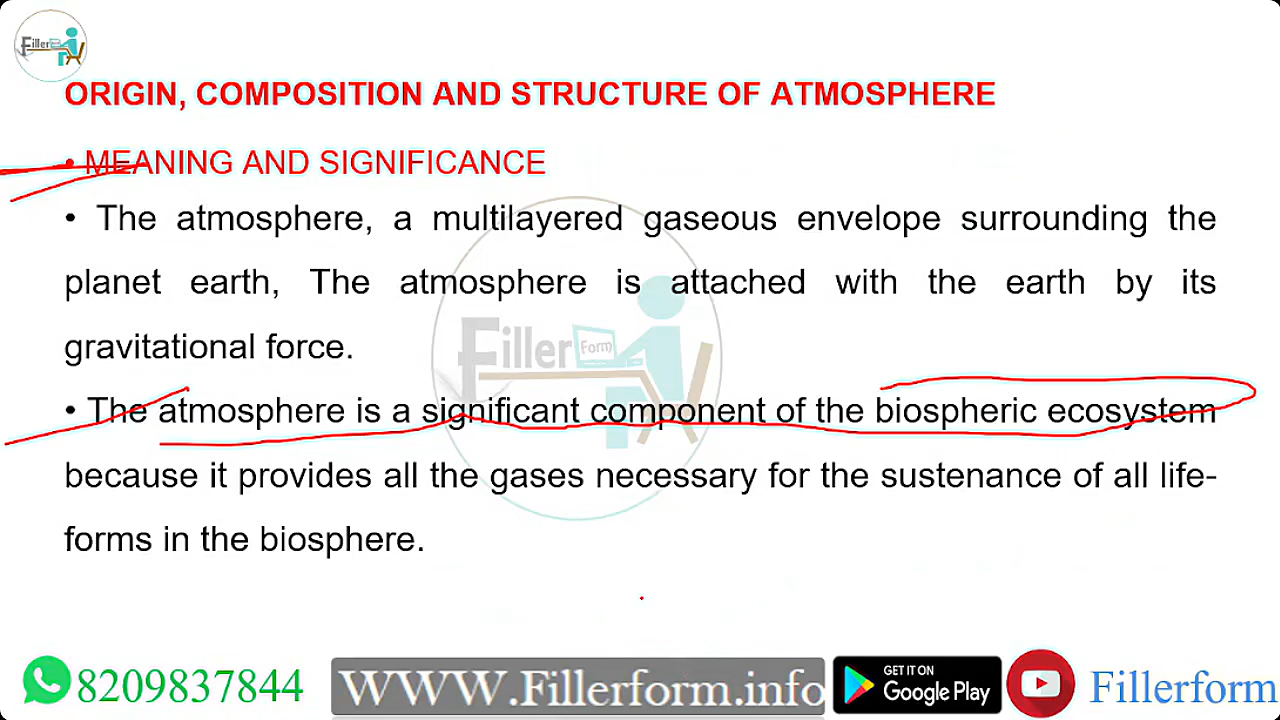 Filler
ORIGIN, COMPOSITION AND STRUCTURE OF ATMOSPHERE
• MEANING AND SIGNIFICANCE
• The atmosphere, a multilayered gaseous envelope surrounding the
planet earth, The atmosphere is attached with the earth by its
gravitational force.
Filler Form
• The atmosphere is a significant component of the biospheric ecosystem
because it provides all the gases necessary for the sustenance of all life-
forms in the biosphere.
8209837844
WWW.Fillerform.info
GET IT ON
Google Play
Fillerform